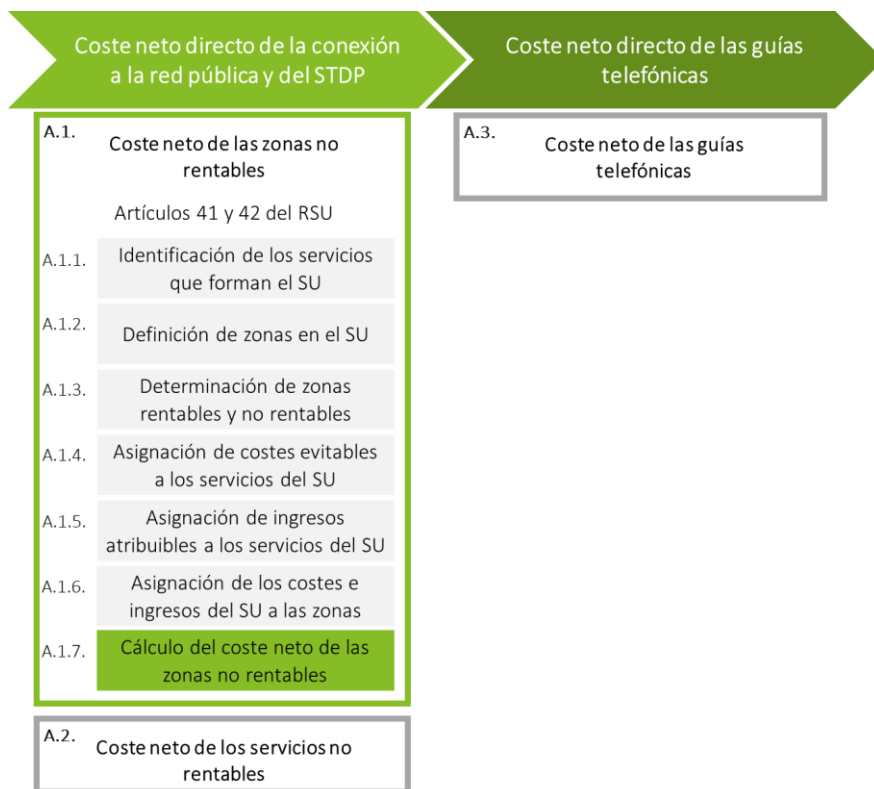 Coste neto directo de la conexión
a la red pública y del STDP
Coste neto directo de las guías
telefónicas
A.1.
Coste neto de las zonas no
rentables
Artículos 41 y 42 del RSU
A.1.1.
Identificación de los servicios
que forman el SU
A.1.2.
Definición de zonas en el SU
A.1.3.
Determinación de zonas
rentables y no rentables
A.1.4.
Asignación de costes evitables
a los servicios del SU
A.1.5.
Asignación de ingresos
atribuibles a los servicios del SU
A.1.6.
Asignación de los costes e
ingresos del SU a las zonas
A.1.7.
Cálculo del coste neto de las
zonas no rentables
A.2.
Coste neto de los servicios no
rentables
A.3.
Coste neto de las guías
telefónicas